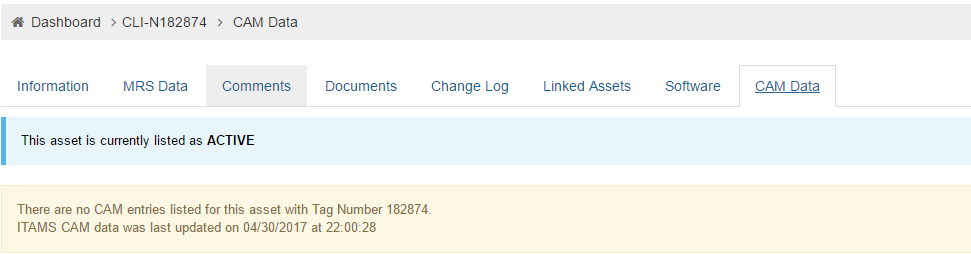 Dashboard > CLI-N182874 > CAM Data
Information MRS Data Comments Documents Change Log Linked Assets Software CAM Data
This asset is currently listed as ACTIVE
There are no CAM entries listed for this asset with Tag Number 182874.
ITAMS CAM data was last updated on 04/30/2017 at 22:00:28